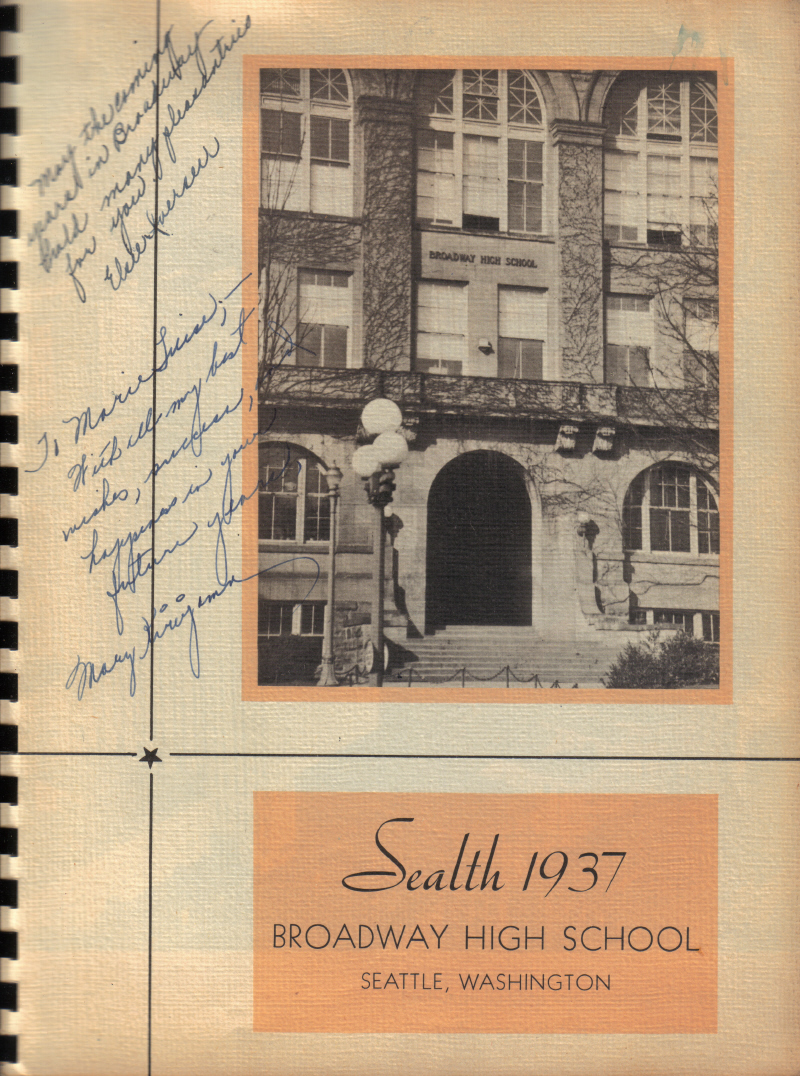 May the coming
years in Broadway
hold many pleasantries
for you
To Marie Luise,—
With all my best
wishes, success, and
happiness in your
future years.
Mary
BROADWAY HIGH SCHOOL
Sealth 1937
BROADWAY HIGH SCHOOL
SEATTLE, WASHINGTON